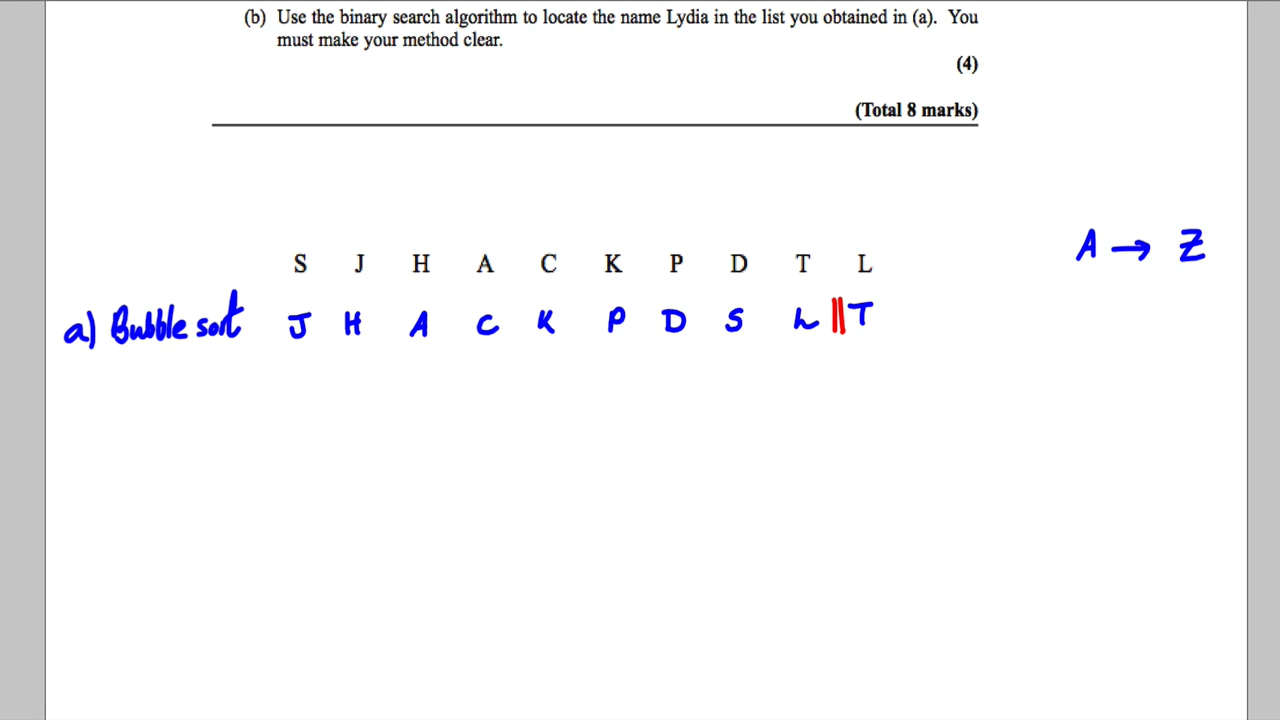 (b) Use the binary search algorithm to locate the name Lydia in the list you obtained in (a). You
must make your method clear.
(4)
(Total 8 marks)
A → Z
S J H A C K P D T L
a) Bubble sort J H A C K P D S L || T